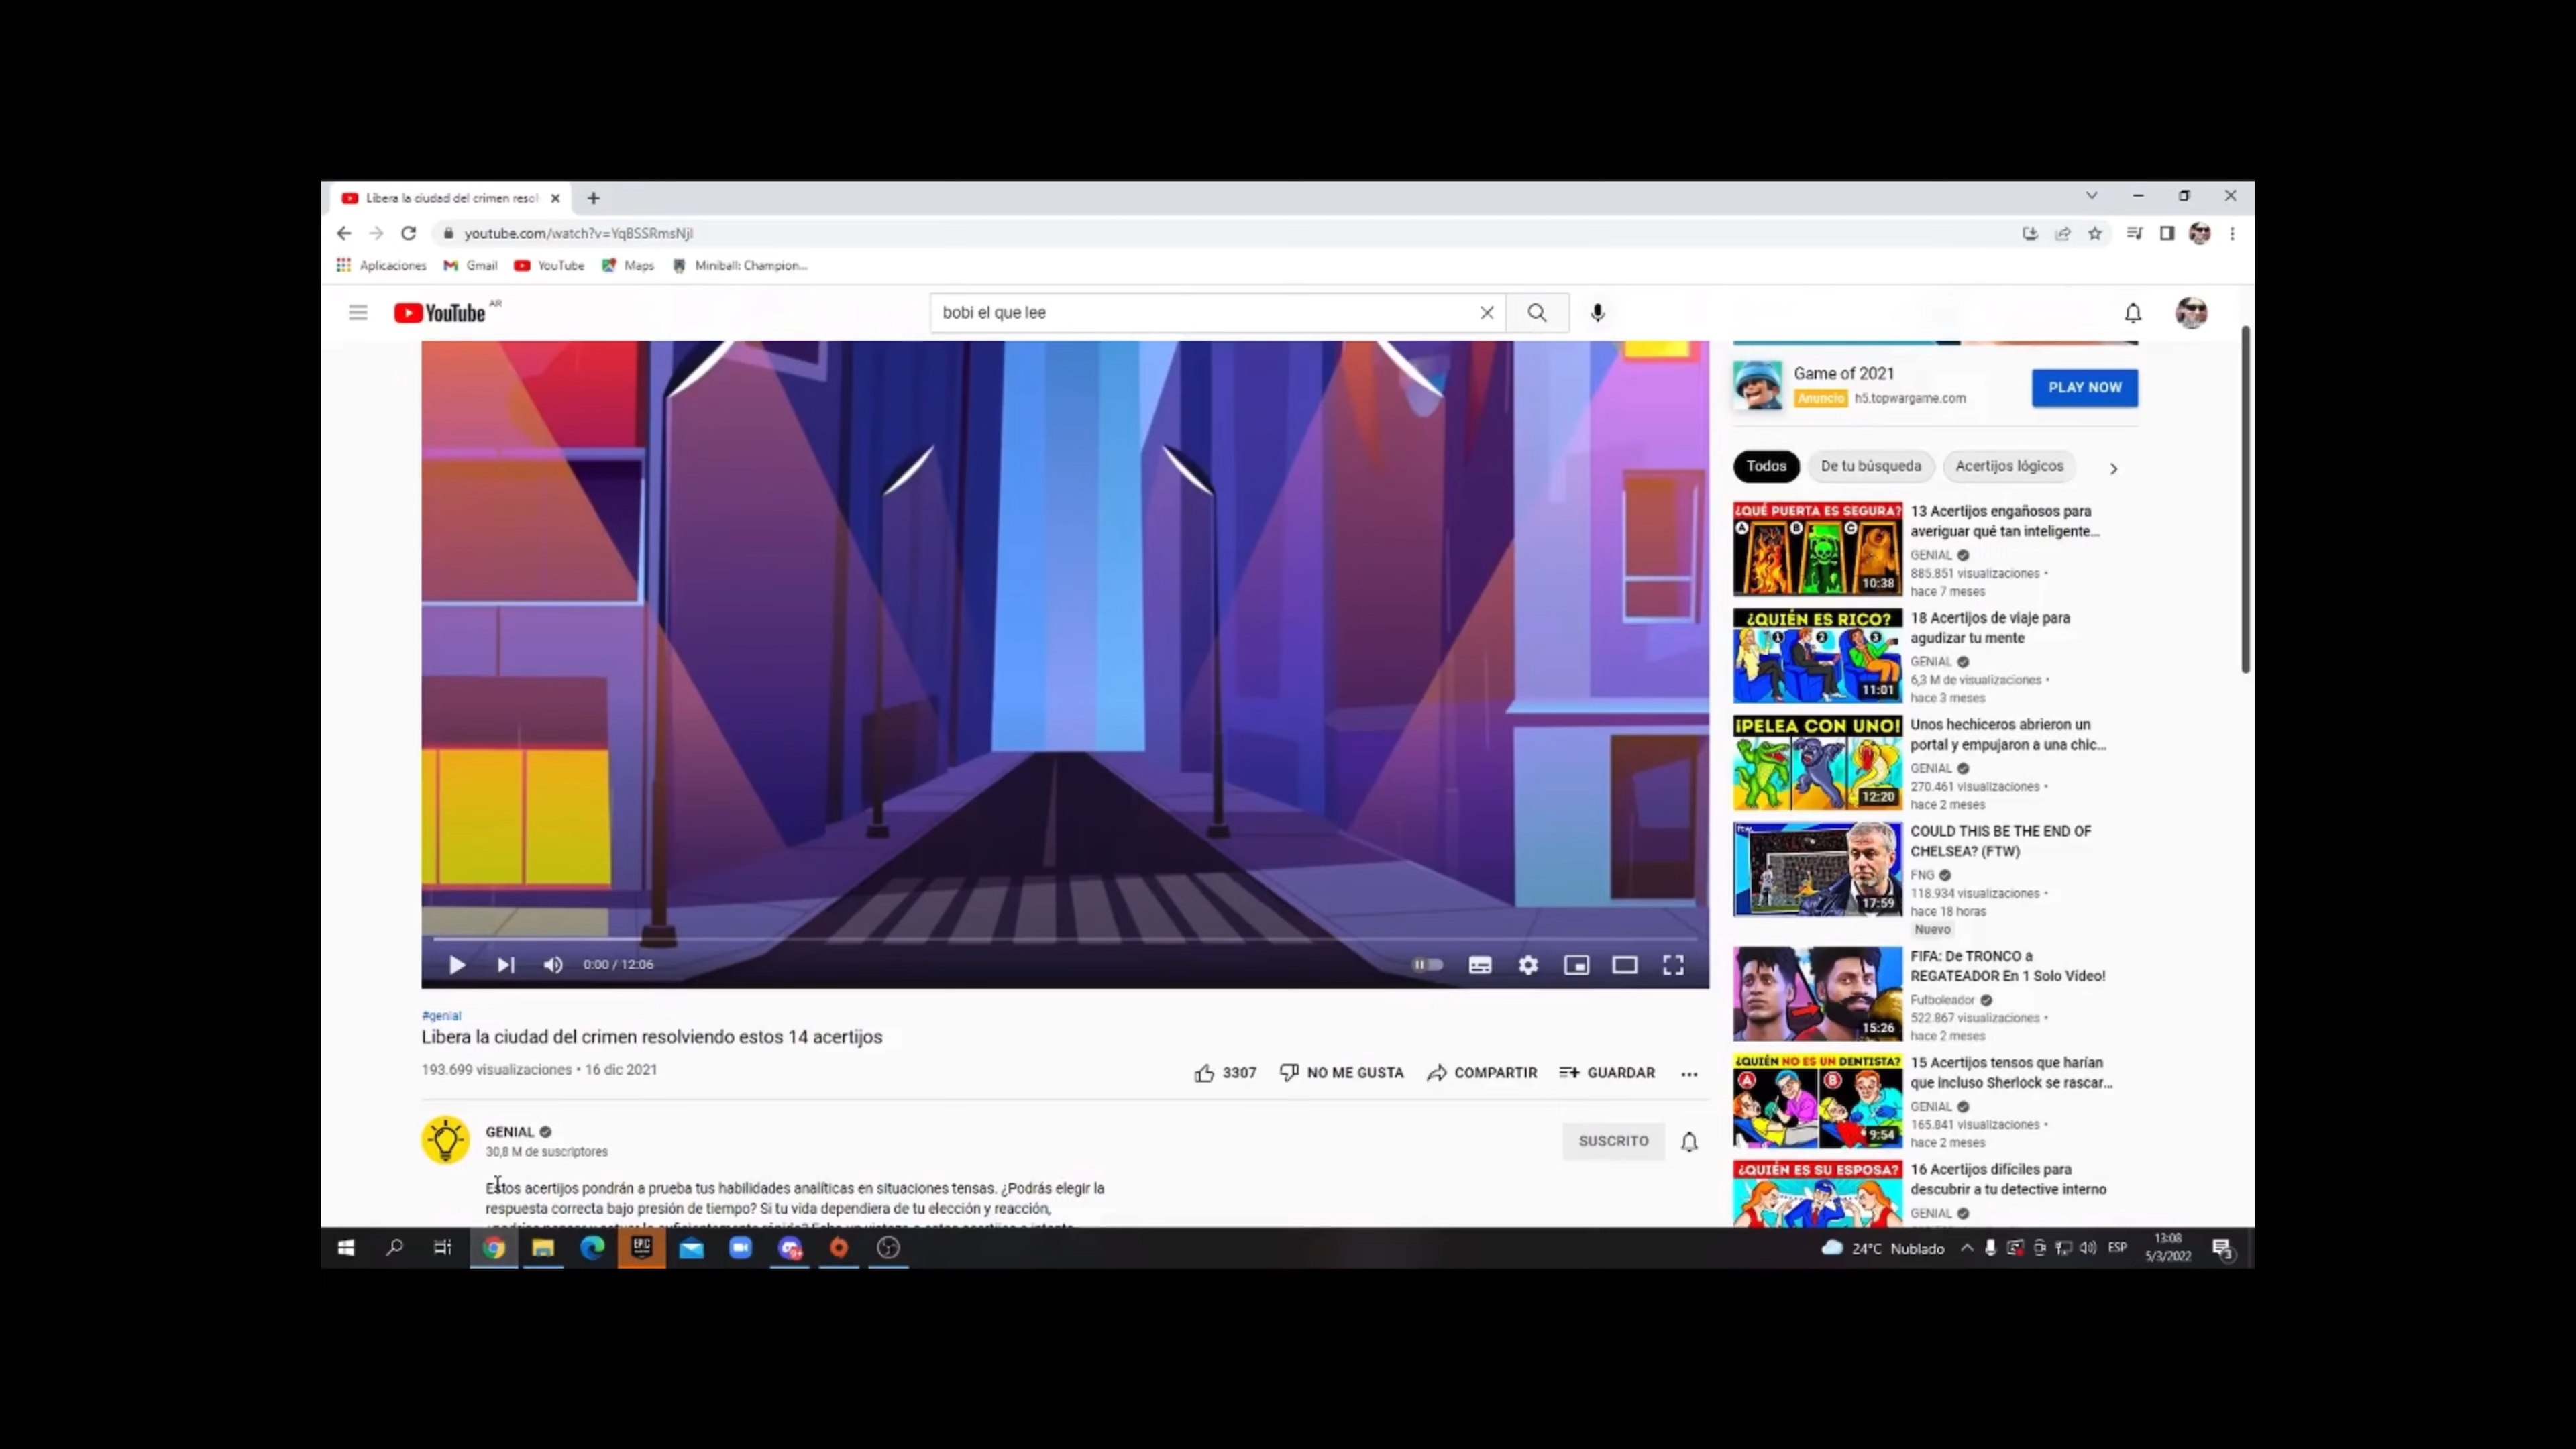 Libera la ciudad del crimen resol
youtube.com/watch?v=YqBSSRmsNjI
Aplicaciones Gmail YouTube Maps Miniball: Champion...
YouTube AR
bobi el que lee
Game of 2021
Anuncio h5.topwargame.com
PLAY NOW
Todos De tu búsqueda Acertijos lógicos
¿QUÉ PUERTA ES SEGURA?
A B C
10:38
13 Acertijos engañosos para
averiguar qué tan inteligente...
GENIAL
885.851 visualizaciones •
hace 7 meses
¿QUIÉN ES RICO?
1 2 3
11:01
18 Acertijos de viaje para
agudizar tu mente
GENIAL
6,3 M de visualizaciones •
hace 3 meses
¡PELEA CON UNO!
12:20
Unos hechiceros abrieron un
portal y empujaron a una chic...
GENIAL
270.461 visualizaciones •
hace 2 meses
17:59
COULD THIS BE THE END OF
CHELSEA? (FTW)
FNG
118.934 visualizaciones •
hace 18 horas
Nuevo
15:26
FIFA: De TRONCO a
REGATEADOR En 1 Solo Vídeo!
Futboleador
522.867 visualizaciones •
hace 2 meses
¿QUIÉN NO ES UN DENTISTA?
A B
9:54
15 Acertijos tensos que harían
que incluso Sherlock se rascar...
GENIAL
165.841 visualizaciones •
hace 2 meses
¿QUIÉN ES SU ESPOSA?
16 Acertijos difíciles para
descubrir a tu detective interno
GENIAL
0:00 / 12:06
#genial
Libera la ciudad del crimen resolviendo estos 14 acertijos
193.699 visualizaciones • 16 dic 2021
3307 NO ME GUSTA COMPARTIR GUARDAR
GENIAL
30,8 M de suscriptores
SUSCRITO
Estos acertijos pondrán a prueba tus habilidades analíticas en situaciones tensas. ¿Podrás elegir la
respuesta correcta bajo presión de tiempo? Si tu vida dependiera de tu elección y reacción,
EPIC
24°C Nublado
ESP
13:08
5/3/2022
3